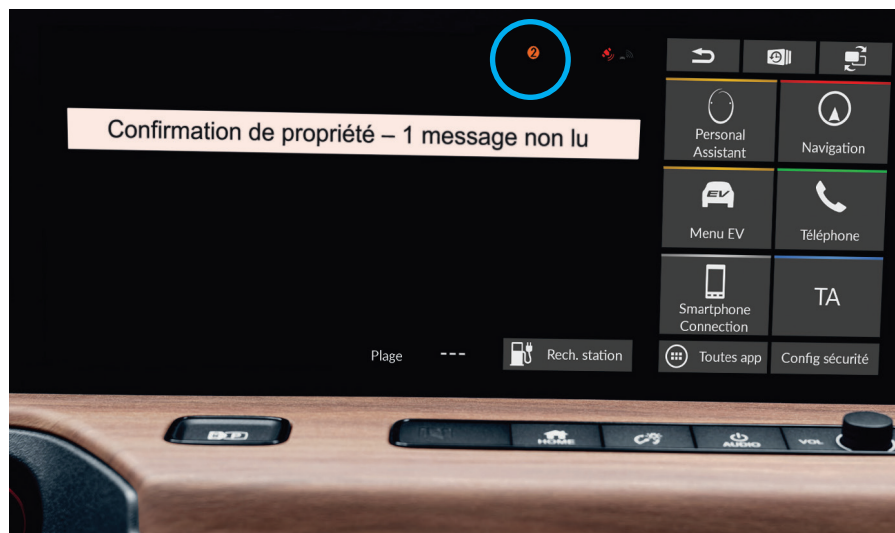 2
Confirmation de propriété – 1 message non lu
Personal
Assistant
Navigation
EV
Menu EV
Téléphone
Smartphone
Connection
TA
Plage ---
Rech. station
Toutes app
Config sécurité
HOME
AUDIO
VOL